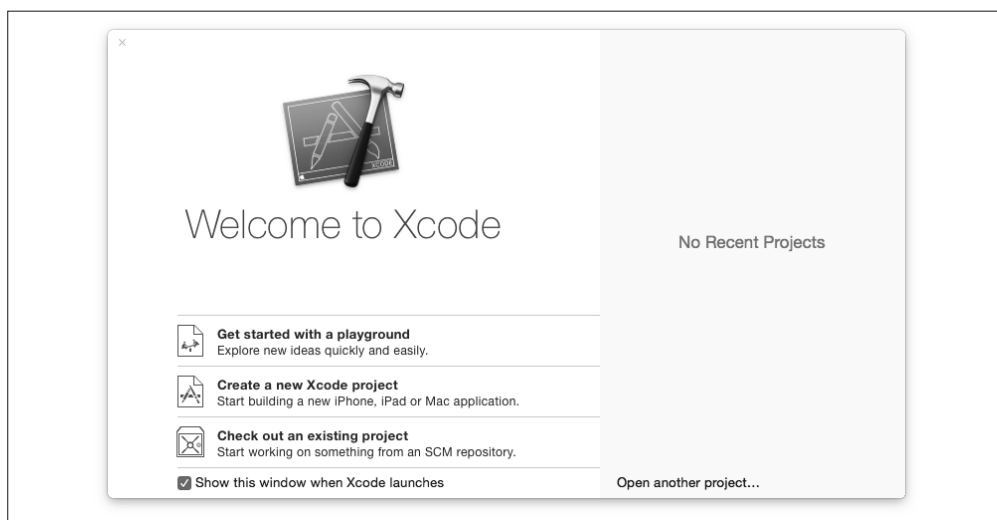 XCODE
Welcome to Xcode
Get started with a playground
Explore new ideas quickly and easily.
Create a new Xcode project
Start building a new iPhone, iPad or Mac application.
Check out an existing project
Start working on something from an SCM repository.
Show this window when Xcode launches
No Recent Projects
Open another project...